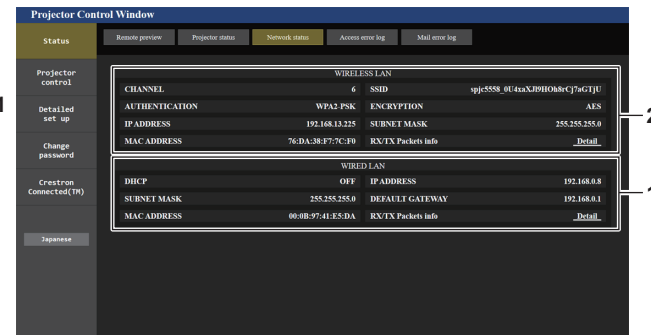 Projector Control Window
Status
Remote preview Projector status Network status Access error log Mail error log
Projector control
Detailed set up
Change password
Crestron Connected(TM)
Japanese
WIRELESS LAN
CHANNEL 6 SSID spjc5558_0U4xaXJl9HOh8rCj7aGTjU
AUTHENTICATION WPA2-PSK ENCRYPTION AES
IP ADDRESS 192.168.13.225 SUBNET MASK 255.255.255.0
MAC ADDRESS 76:DA:38:F7:7C:F0 RX/TX Packets info Detail
2
WIRED LAN
DHCP OFF IP ADDRESS 192.168.0.8
SUBNET MASK 255.255.255.0 DEFAULT GATEWAY 192.168.0.1
MAC ADDRESS 00:0B:97:41:E5:DA RX/TX Packets info Detail
1